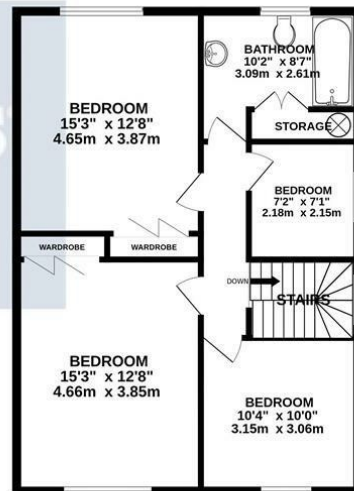 BEDROOM
15'3" x 12'8"
4.65m x 3.87m
BATHROOM
10'2" x 8'7"
3.09m x 2.61m
STORAGE
BEDROOM
7'2" x 7'1"
2.18m x 2.15m
WARDROBE
WARDROBE
DOWN
STAIRS
BEDROOM
15'3" x 12'8"
4.66m x 3.85m
BEDROOM
10'4" x 10'0"
3.15m x 3.06m